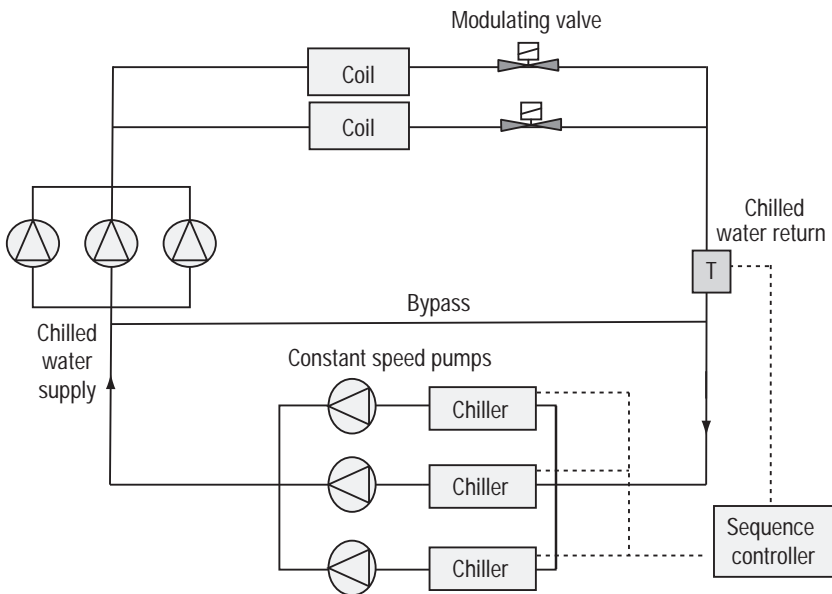 Modulating valve
Coil
Coil
Chilled
water return
T
Bypass
Chilled
water
supply
Constant speed pumps
Chiller
Chiller
Chiller
Sequence
controller